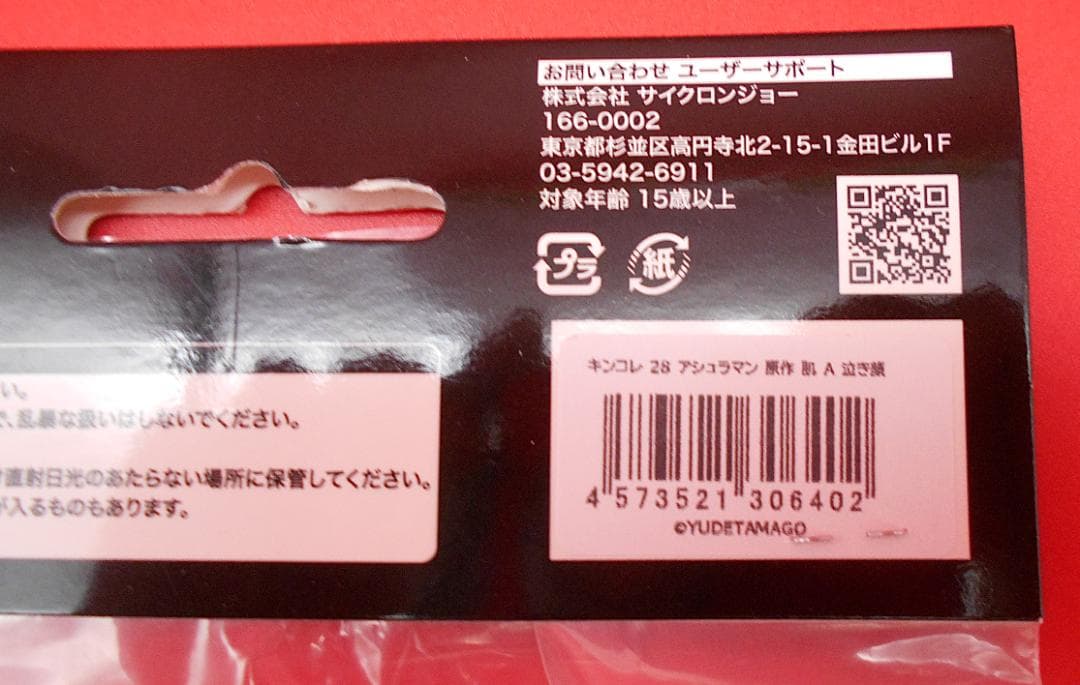 お問い合わせ ユーザーサポート
株式会社 サイクロンジョー
166-0002
東京都杉並区高円寺北2-15-1金田ビル1F
03-5942-6911
対象年齢 15歳以上
プラ
紙
い。
で、乱暴な扱いはしないでください。
直射日光のあたらない場所に保管してください。
が入るものもあります。
キンコレ 28 アシュラマン 原作 肌 A 泣き顔
4 573521 306402
©YUDETAMAGO